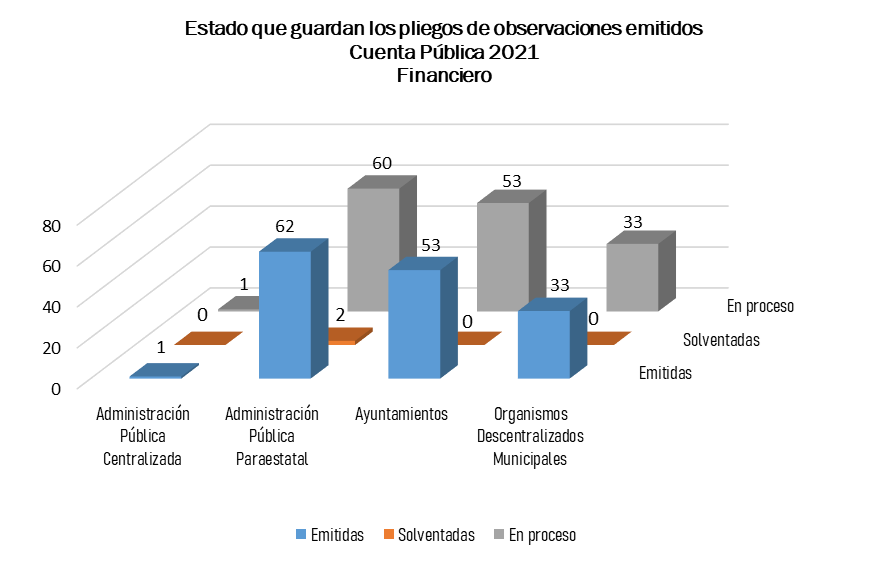 Estado que guardan los pliegos de observaciones emitidos
Cuenta Pública 2021
Financiero
80
60
40
20
0
1
62
53
33
0
2
0
0
1
60
53
33
En proceso
Solventadas
Emitidas
Administración
Pública
Centralizada
Administración
Pública
Paraestatal
Ayuntamientos
Organismos
Descentralizados
Municipales
Emitidas
Solventadas
En proceso